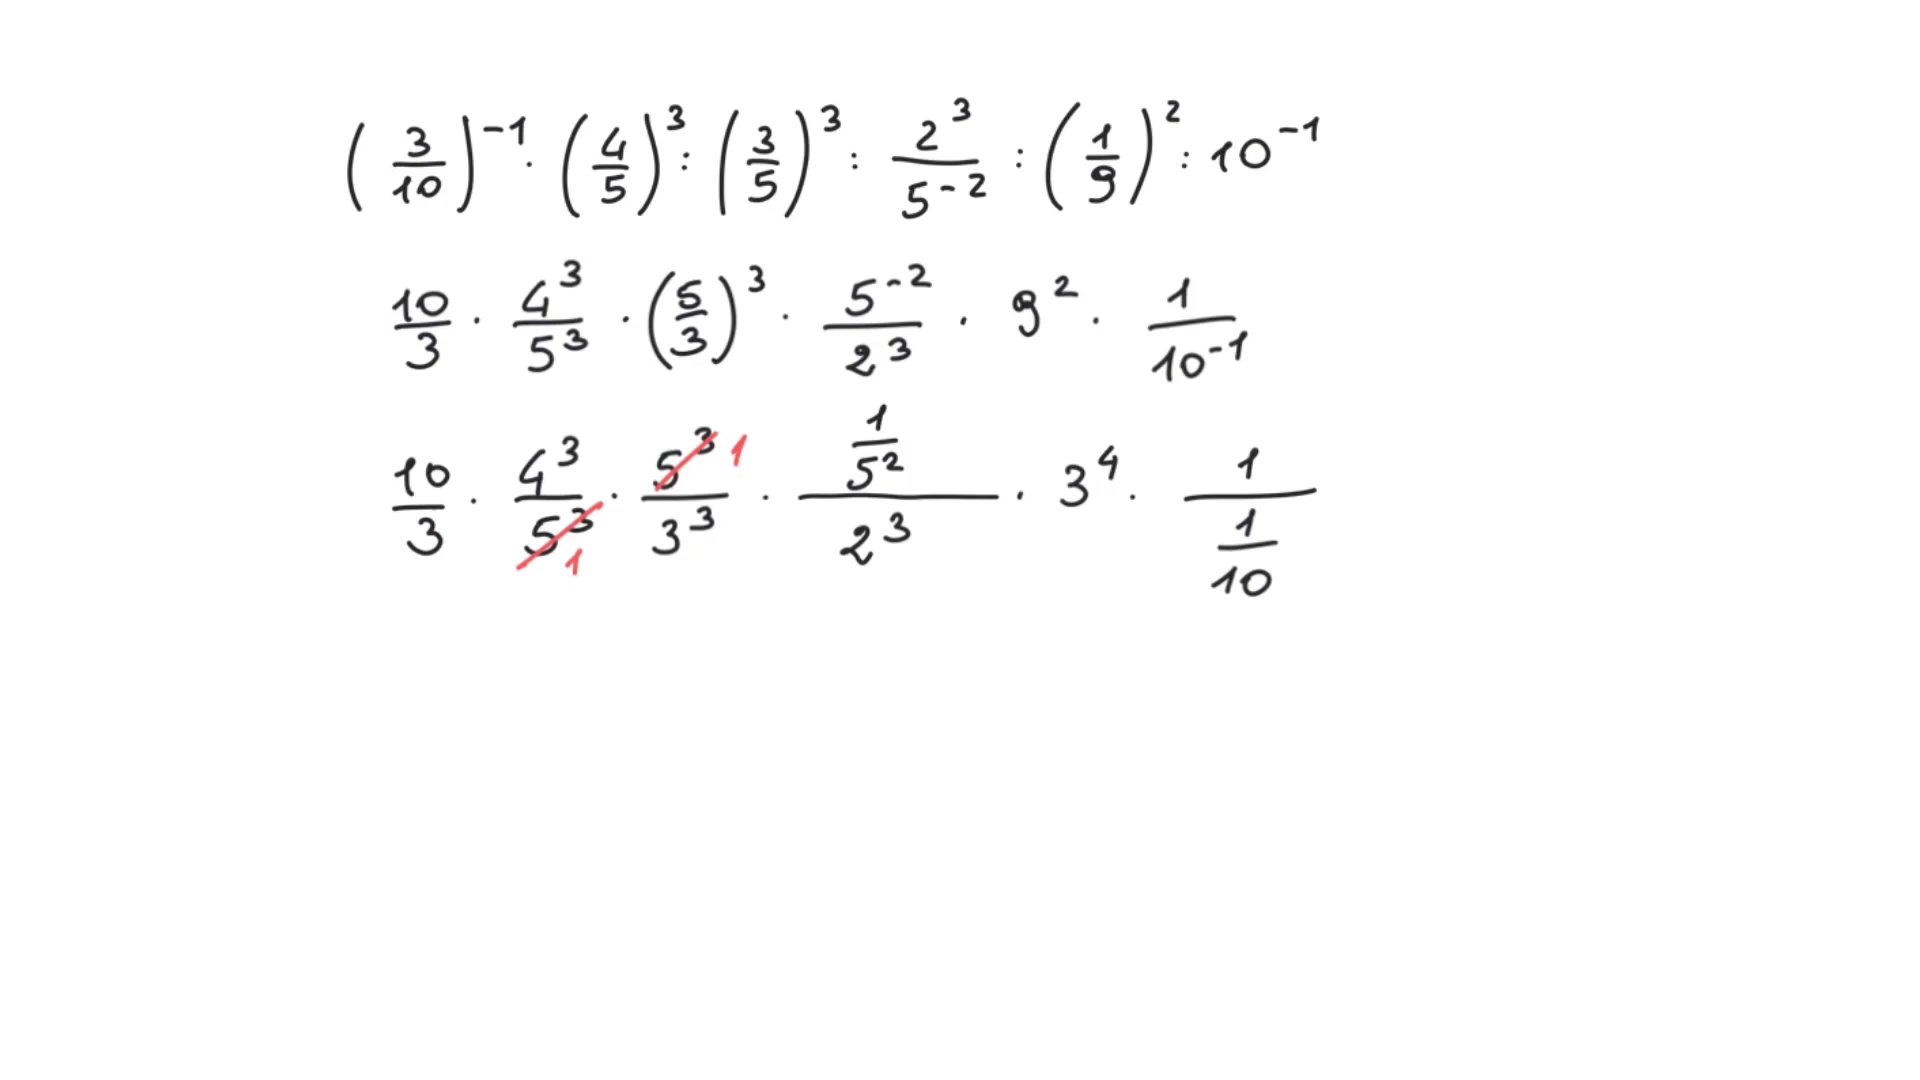 (3/10)^-1 · (4/5)^3 : (3/5)^3 : 2^3/5^-2 : (1/9)^2 : 10^-1
10/3 · 4^3/5^3 · (5/3)^3 · 5^-2/2^3 · 9^2 · 1/10^-1
10/3 · 4^3/5^3 1 · 5^3 1/3^3 · (1/5^2)/2^3 · 3^4 · 1/(1/10)